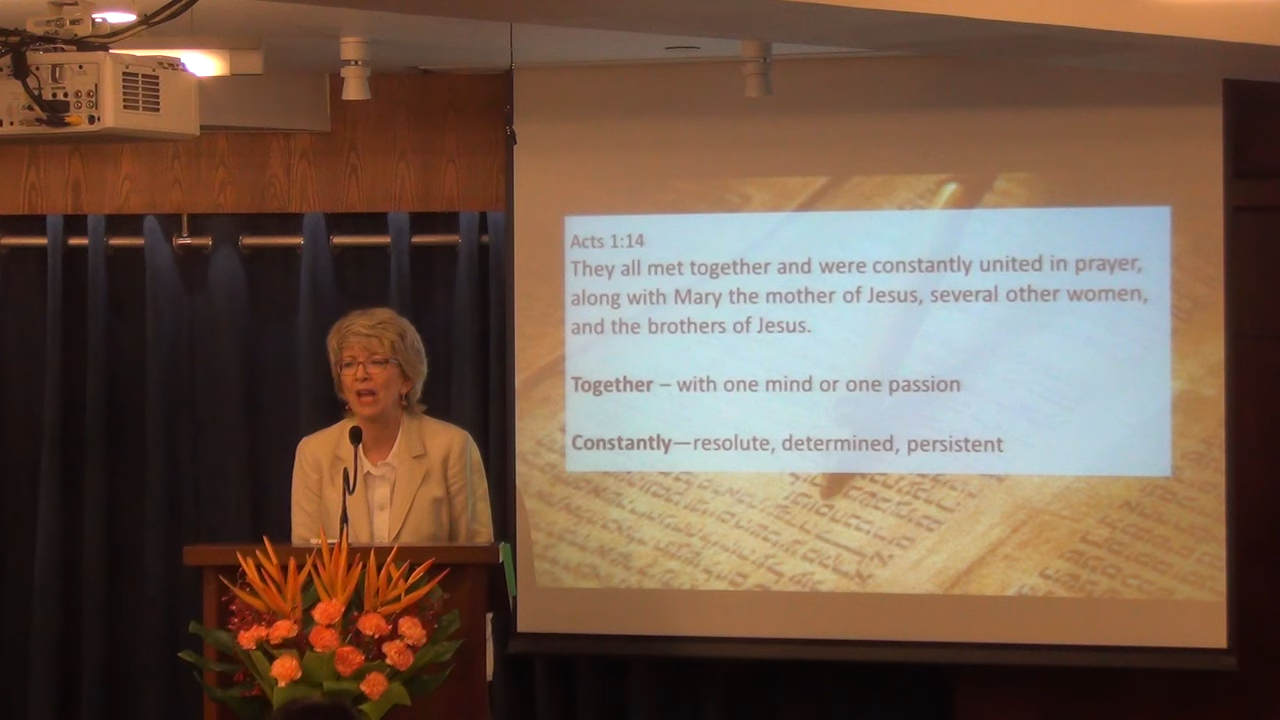 Acts 1:14
They all met together and were constantly united in prayer,
along with Mary the mother of Jesus, several other women,
and the brothers of Jesus.
Together – with one mind or one passion
Constantly—resolute, determined, persistent